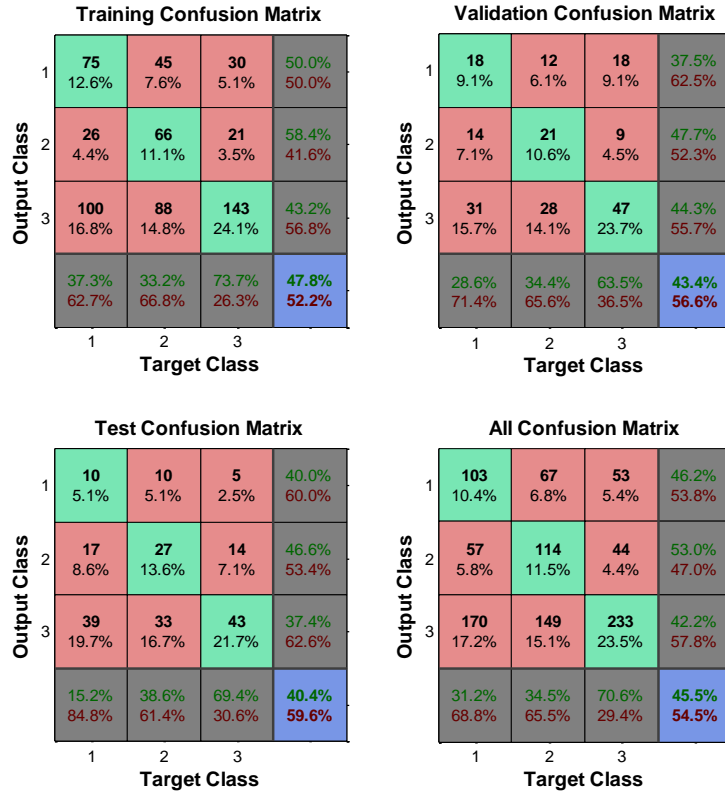 Training Confusion Matrix
75 45 30 50.0%
1
12.6% 7.6% 5.1% 50.0%
26 66 21 58.4%
2
4.4% 11.1% 3.5% 41.6%
100 88 143 43.2%
3
16.8% 14.8% 24.1% 56.8%
37.3% 33.2% 73.7% 47.8%
62.7% 66.8% 26.3% 52.2%
1 2 3
Target Class
Output Class
Validation Confusion Matrix
18 12 18 37.5%
1
9.1% 6.1% 9.1% 62.5%
14 21 9 47.7%
2
7.1% 10.6% 4.5% 52.3%
31 28 47 44.3%
3
15.7% 14.1% 23.7% 55.7%
28.6% 34.4% 63.5% 43.4%
71.4% 65.6% 36.5% 56.6%
1 2 3
Target Class
Output Class
Test Confusion Matrix
10 10 5 40.0%
1
5.1% 5.1% 2.5% 60.0%
17 27 14 46.6%
2
8.6% 13.6% 7.1% 53.4%
39 33 43 37.4%
3
19.7% 16.7% 21.7% 62.6%
15.2% 38.6% 69.4% 40.4%
84.8% 61.4% 30.6% 59.6%
1 2 3
Target Class
Output Class
All Confusion Matrix
103 67 53 46.2%
1
10.4% 6.8% 5.4% 53.8%
57 114 44 53.0%
2
5.8% 11.5% 4.4% 47.0%
170 149 233 42.2%
3
17.2% 15.1% 23.5% 57.8%
31.2% 34.5% 70.6% 45.5%
68.8% 65.5% 29.4% 54.5%
1 2 3
Target Class
Output Class